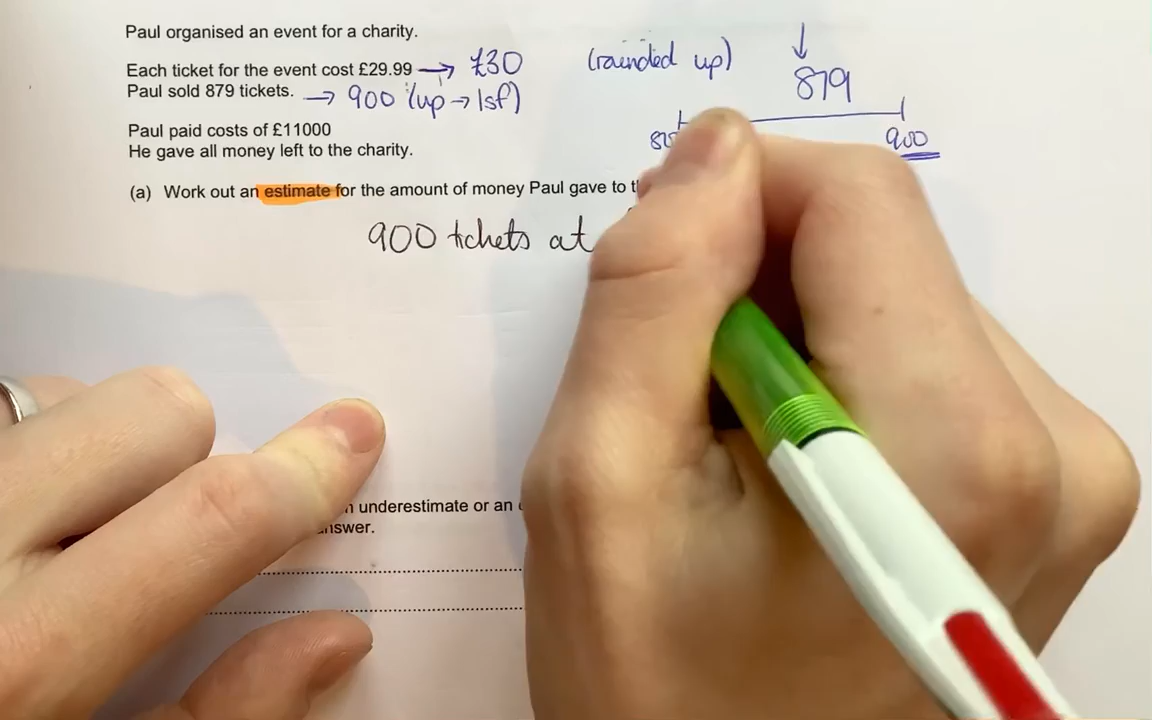 Paul organised an event for a charity.
Each ticket for the event cost £29.99 → £30 (rounded up)
Paul sold 879 tickets. → 900 (up → 1sf)
879
900
Paul paid costs of £11000
He gave all money left to the charity.
(a) Work out an estimate for the amount of money Paul gave to
900 tickets at
underestimate or an